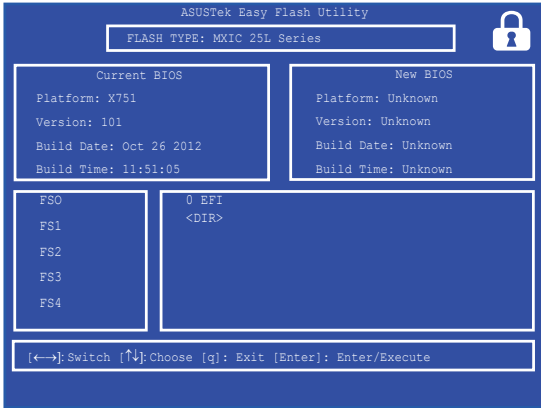 ASUSTek Easy Flash Utility
FLASH TYPE: MXIC 25L Series
Current BIOS
Platform: X751
Version: 101
Build Date: Oct 26 2012
Build Time: 11:51:05
New BIOS
Platform: Unknown
Version: Unknown
Build Date: Unknown
Build Time: Unknown
FSO
FS1
FS2
FS3
FS4
0 EFI
<DIR>
[←→]: Switch [↑↓]: Choose [q]: Exit [Enter]: Enter/Execute